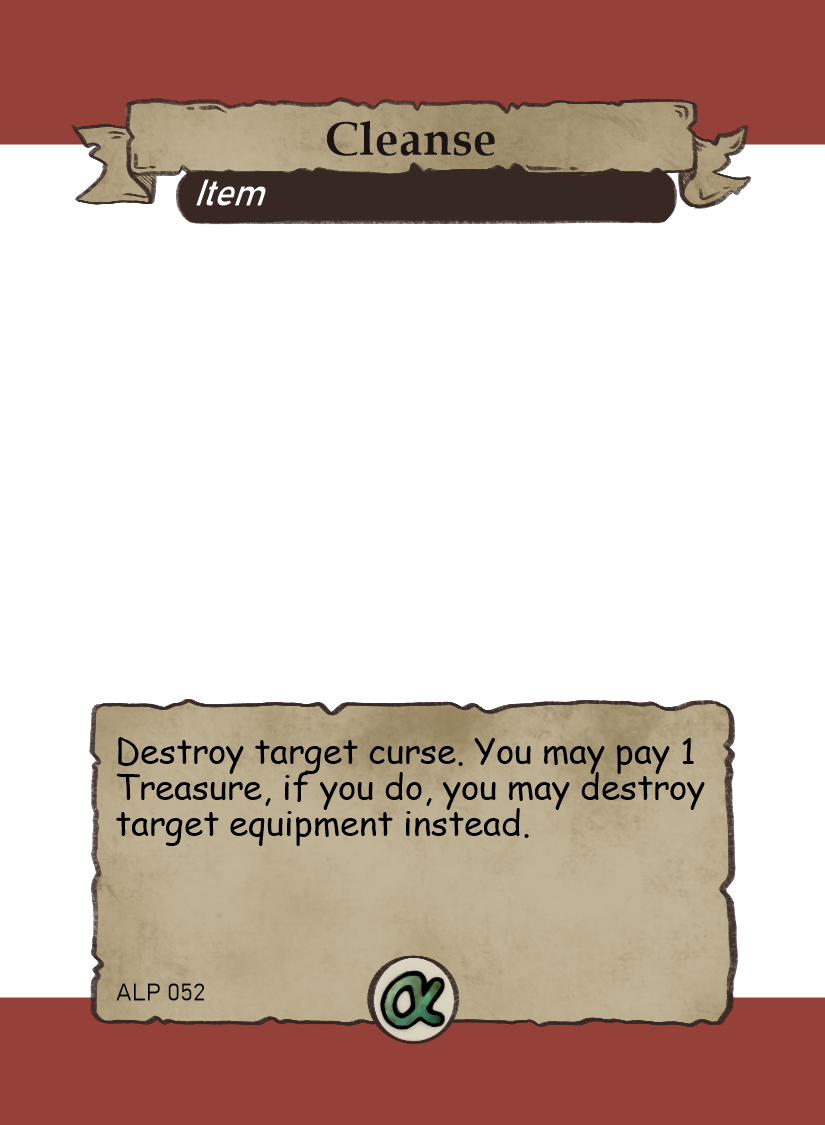 Cleanse
Item
Destroy target curse. You may pay 1
Treasure, if you do, you may destroy
target equipment instead.
ALP 052
α